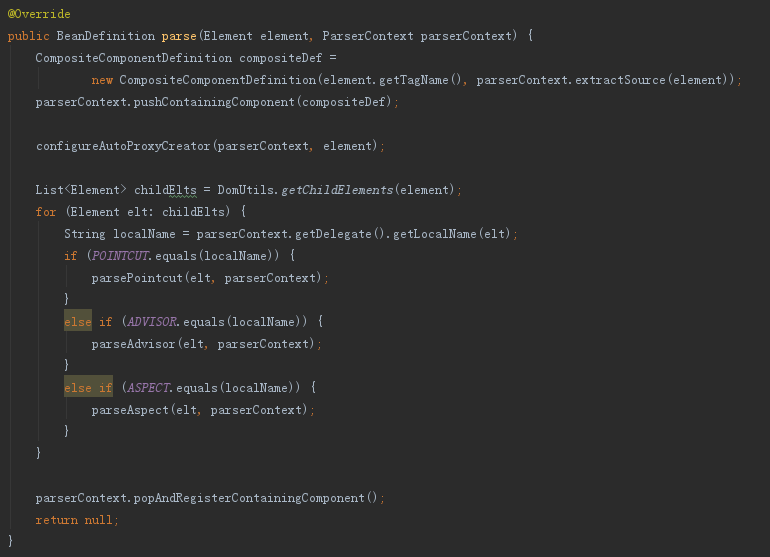 @Override
public BeanDefinition parse(Element element, ParserContext parserContext) {
    CompositeComponentDefinition compositeDef =
            new CompositeComponentDefinition(element.getTagName(), parserContext.extractSource(element));
    parserContext.pushContainingComponent(compositeDef);

    configureAutoProxyCreator(parserContext, element);

    List<Element> childElts = DomUtils.getChildElements(element);
    for (Element elt: childElts) {
        String localName = parserContext.getDelegate().getLocalName(elt);
        if (POINTCUT.equals(localName)) {
            parsePointcut(elt, parserContext);
        }
        else if (ADVISOR.equals(localName)) {
            parseAdvisor(elt, parserContext);
        }
        else if (ASPECT.equals(localName)) {
            parseAspect(elt, parserContext);
        }
    }

    parserContext.popAndRegisterContainingComponent();
    return null;
}